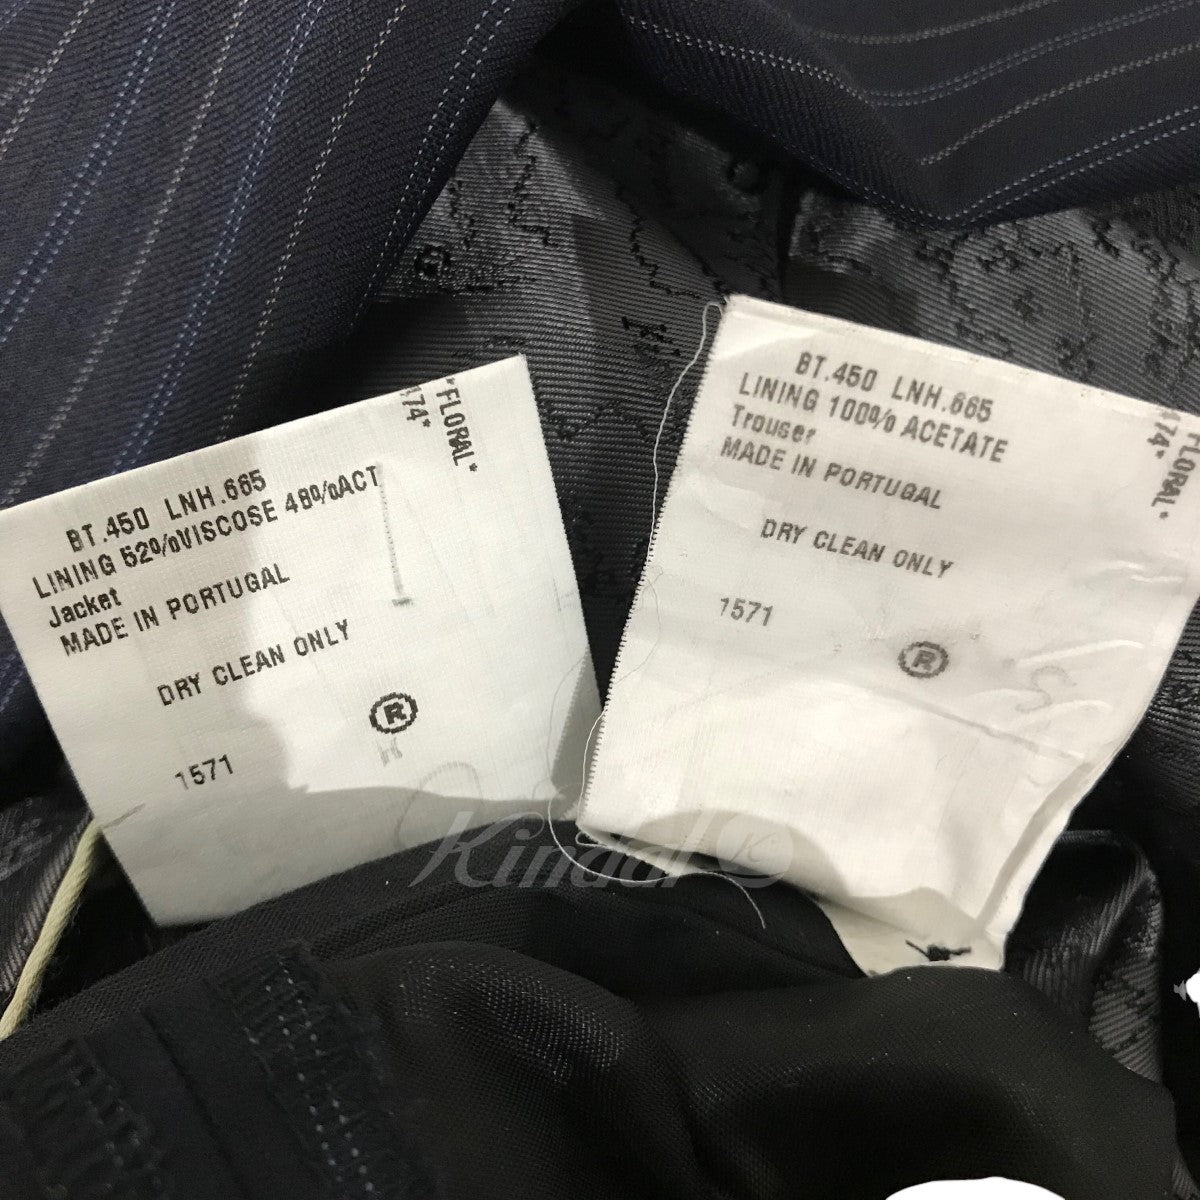 BT.450 LNH.665
LINING 52%VISCOSE 48%ACT
Jacket
MADE IN PORTUGAL
DRY CLEAN ONLY
®
1571
"FLORAL"
BT.450 LNH.665
LINING 100% ACETATE
Trouser
MADE IN PORTUGAL
DRY CLEAN ONLY
1571
®
FLORAL"
Kindal